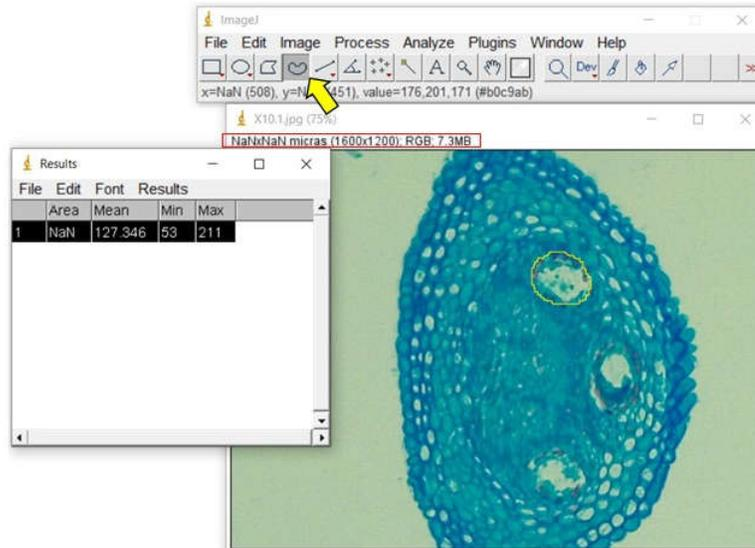 ImageJ
File Edit Image Process Analyze Plugins Window Help
A Dev
x=NaN (508), y=N (451), value=176,201,171 (#b0c9ab)
X10.1.jpg (75%)
NaNxNaN micras (1600x1200); RGB; 7.3MB
Results
File Edit Font Results
Area Mean Min Max
1 NaN 127.346 53 211